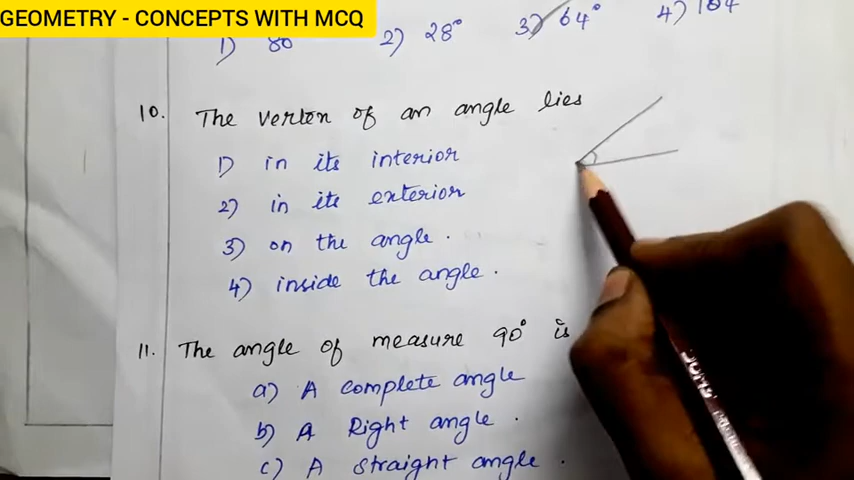 GEOMETRY - CONCEPTS WITH MCQ
1) 80 2) 28° 3) 64° 4) 164
10. The vertex of an angle lies
1) in its interior
2) in its exterior
3) on the angle.
4) inside the angle.
11. The angle of measure 90° is
a) A complete angle
b) A Right angle.
c) A straight angle.